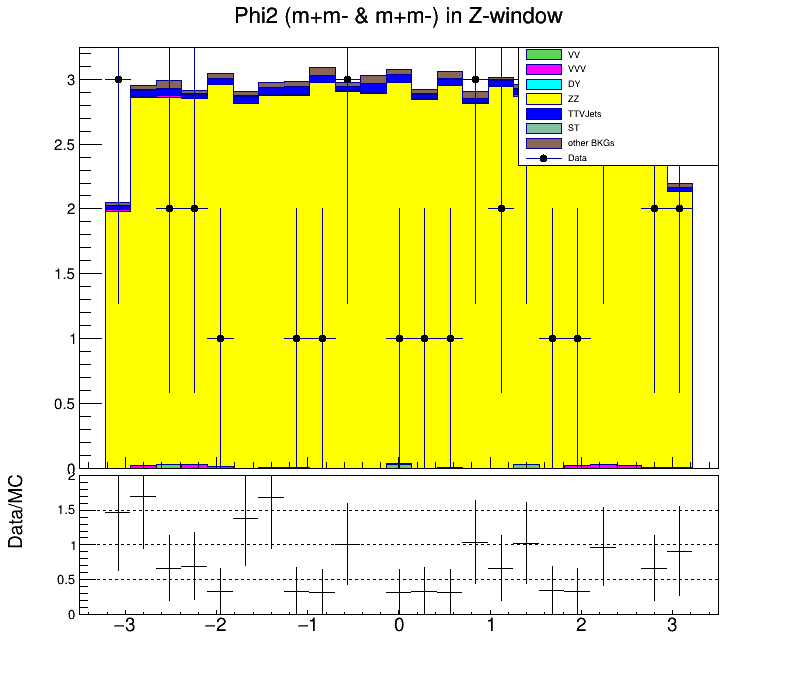 Phi2 (m+m- & m+m-) in Z-window
VV
VVV
DY
ZZ
TTVJets
ST
other BKGs
Data
3
2.5
2
1.5
1
0.5
0
Data/MC
2
1.5
1
0.5
0
−3 −2 −1 0 1 2 3